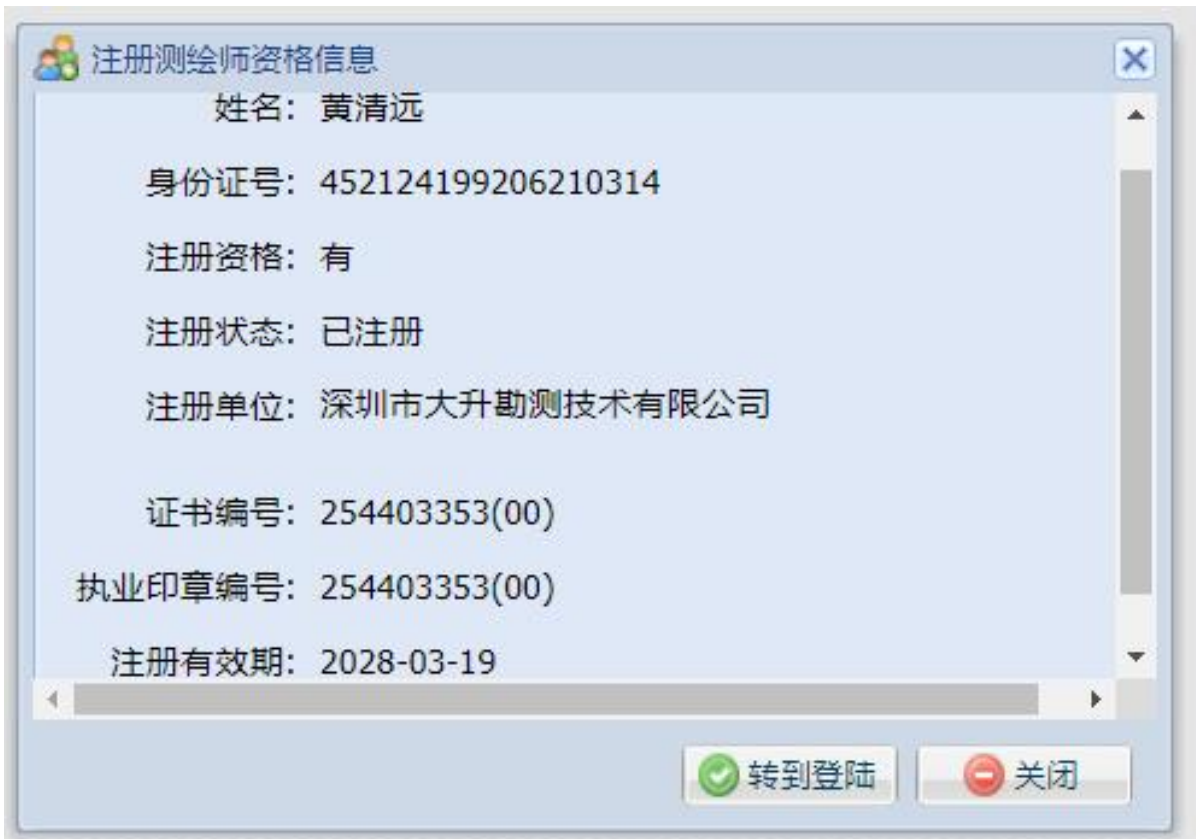 注册测绘师资格信息
姓名: 黄清远
身份证号: 452124199206210314
注册资格: 有
注册状态: 已注册
注册单位: 深圳市大升勘测技术有限公司
证书编号: 254403353(00)
执业印章编号: 254403353(00)
注册有效期: 2028-03-19
转到登陆 关闭